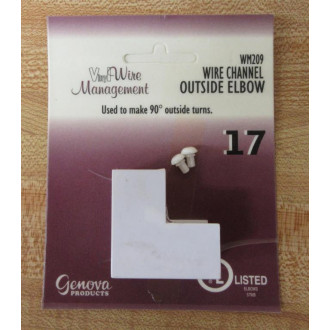 Vinyl Wire
Management
WM209
WIRE CHANNEL
OUTSIDE ELBOW
Used to make 90° outside turns.
17
LISTED
Genova
PRODUCTS